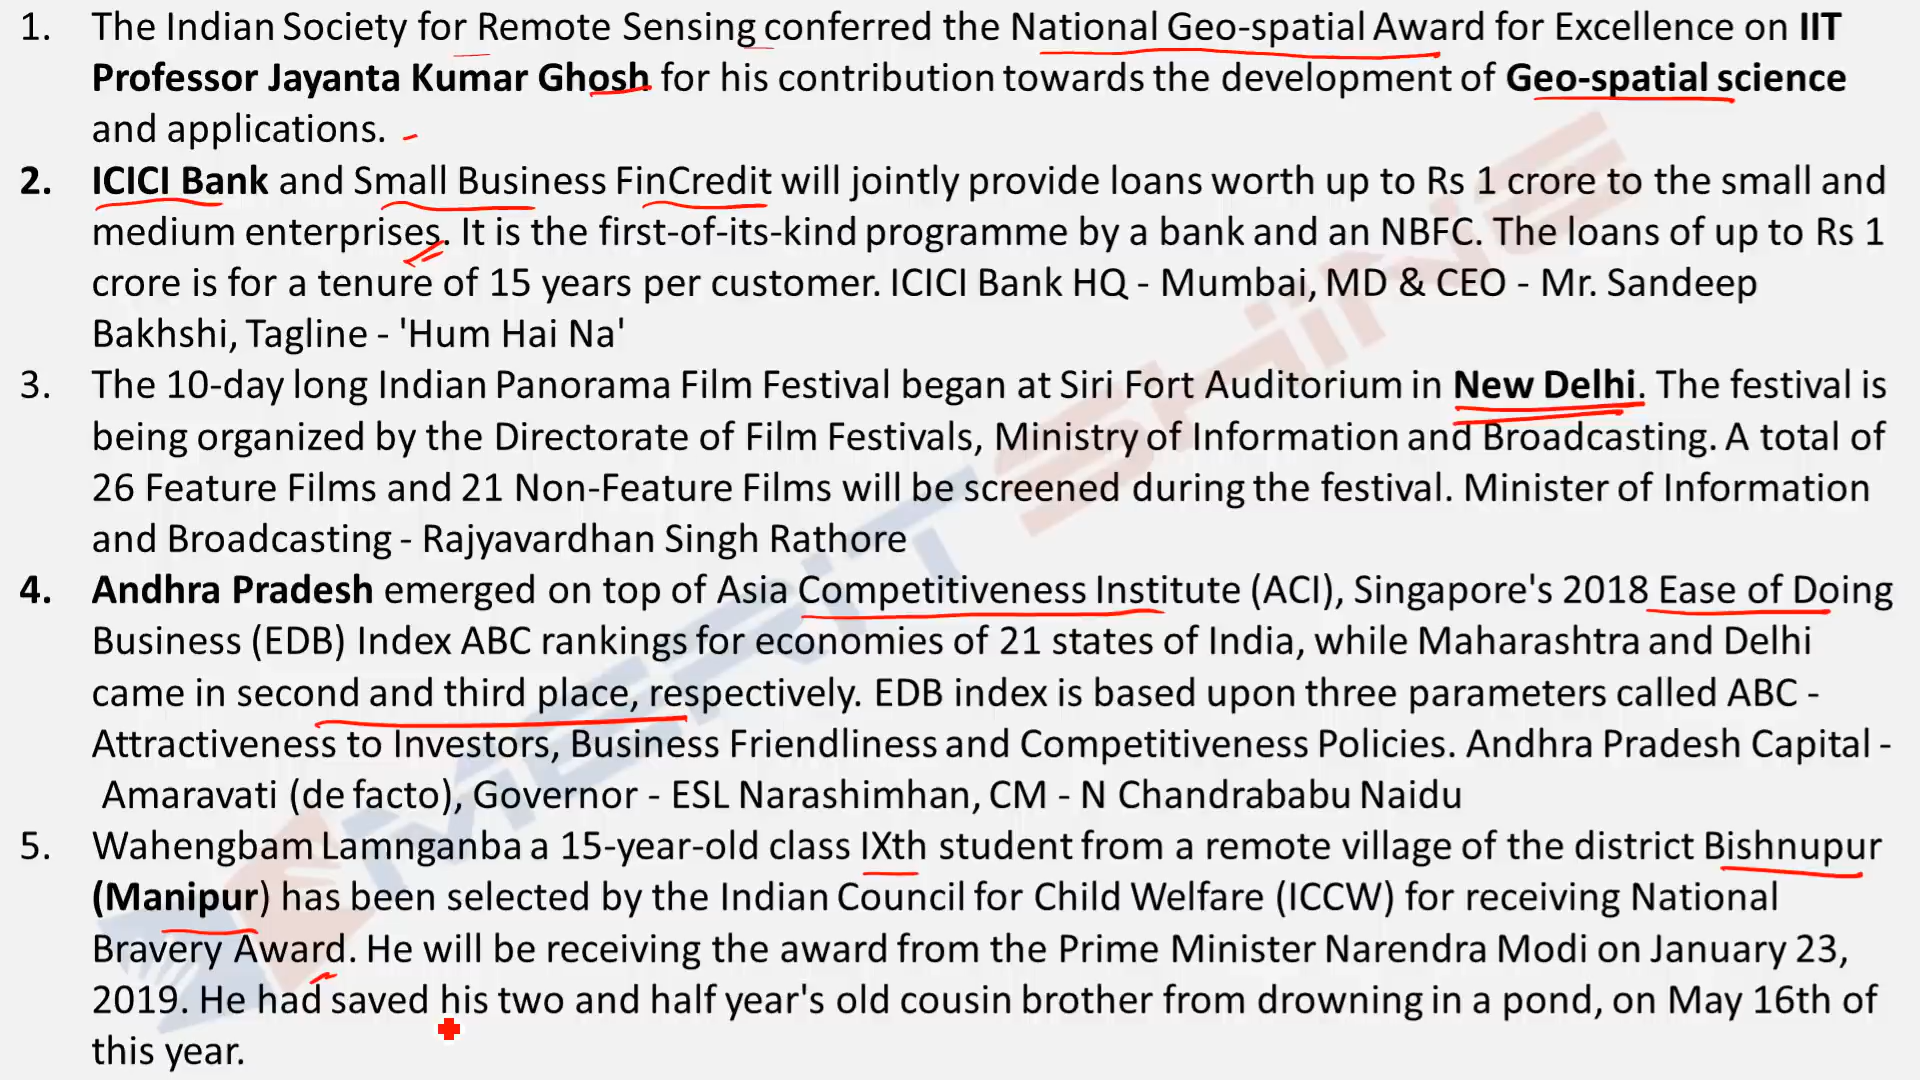 1. The Indian Society for Remote Sensing conferred the National Geo-spatial Award for Excellence on IIT
Professor Jayanta Kumar Ghosh for his contribution towards the development of Geo-spatial science
and applications.
2. ICICI Bank and Small Business FinCredit will jointly provide loans worth up to Rs 1 crore to the small and
medium enterprises. It is the first-of-its-kind programme by a bank and an NBFC. The loans of up to Rs 1
crore is for a tenure of 15 years per customer. ICICI Bank HQ - Mumbai, MD & CEO - Mr. Sandeep
Bakhshi, Tagline - 'Hum Hai Na'
3. The 10-day long Indian Panorama Film Festival began at Siri Fort Auditorium in New Delhi. The festival is
being organized by the Directorate of Film Festivals, Ministry of Information and Broadcasting. A total of
26 Feature Films and 21 Non-Feature Films will be screened during the festival. Minister of Information
and Broadcasting - Rajyavardhan Singh Rathore
4. Andhra Pradesh emerged on top of Asia Competitiveness Institute (ACI), Singapore's 2018 Ease of Doing
Business (EDB) Index ABC rankings for economies of 21 states of India, while Maharashtra and Delhi
came in second and third place, respectively. EDB index is based upon three parameters called ABC -
Attractiveness to Investors, Business Friendliness and Competitiveness Policies. Andhra Pradesh Capital -
Amaravati (de facto), Governor - ESL Narashimhan, CM - N Chandrababu Naidu
5. Wahengbam Lamnganba a 15-year-old class IXth student from a remote village of the district Bishnupur
(Manipur) has been selected by the Indian Council for Child Welfare (ICCW) for receiving National
Bravery Award. He will be receiving the award from the Prime Minister Narendra Modi on January 23,
2019. He had saved his two and half year's old cousin brother from drowning in a pond, on May 16th of
this year.
MERIT SHINE